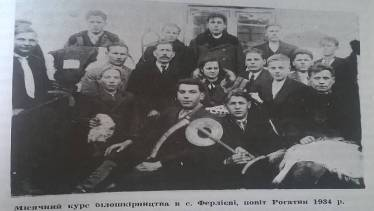 Місячний курс білошкірництва в с. Ферлієві, повіт Рогатин 1934 р.